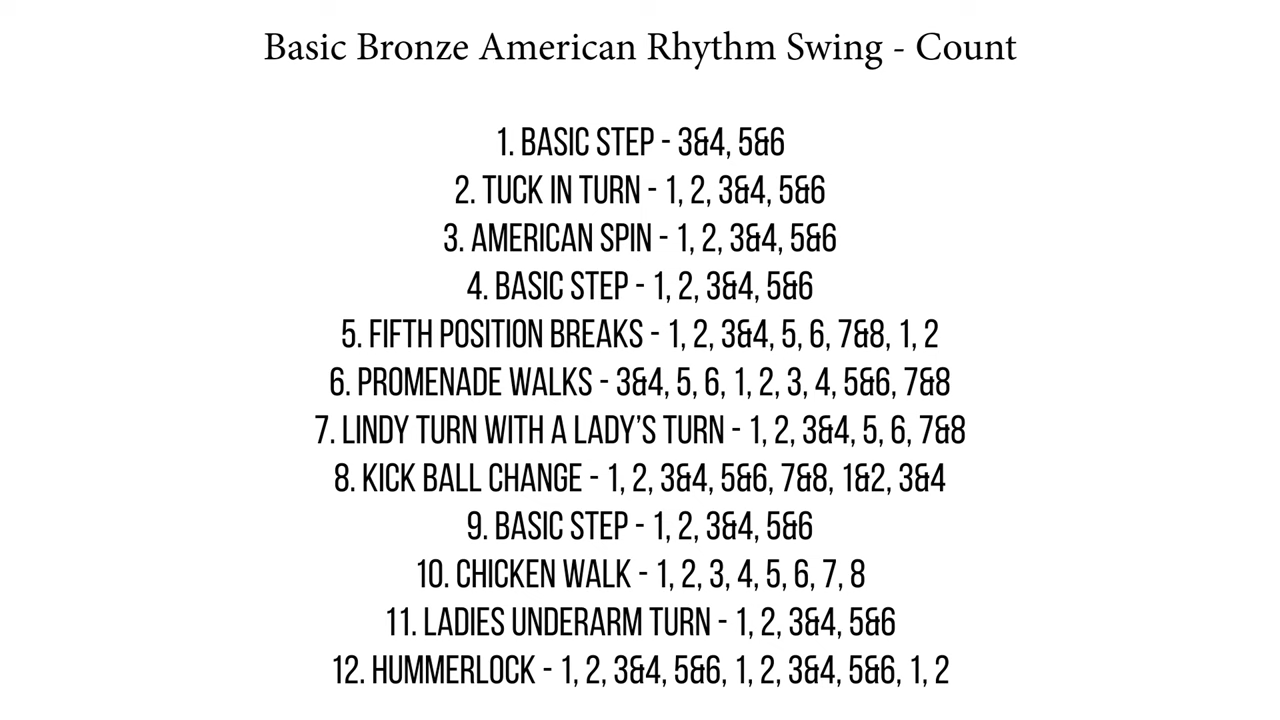 Basic Bronze American Rhythm Swing - Count
1. BASIC STEP - 3&4, 5&6
2. TUCK IN TURN - 1, 2, 3&4, 5&6
3. AMERICAN SPIN - 1, 2, 3&4, 5&6
4. BASIC STEP - 1, 2, 3&4, 5&6
5. FIFTH POSITION BREAKS - 1, 2, 3&4, 5, 6, 7&8, 1, 2
6. PROMENADE WALKS - 3&4, 5, 6, 1, 2, 3, 4, 5&6, 7&8
7. LINDY TURN WITH A LADY’S TURN - 1, 2, 3&4, 5, 6, 7&8
8. KICK BALL CHANGE - 1, 2, 3&4, 5&6, 7&8, 1&2, 3&4
9. BASIC STEP - 1, 2, 3&4, 5&6
10. CHICKEN WALK - 1, 2, 3, 4, 5, 6, 7, 8
11. LADIES UNDERARM TURN - 1, 2, 3&4, 5&6
12. HUMMERLOCK - 1, 2, 3&4, 5&6, 1, 2, 3&4, 5&6, 1, 2